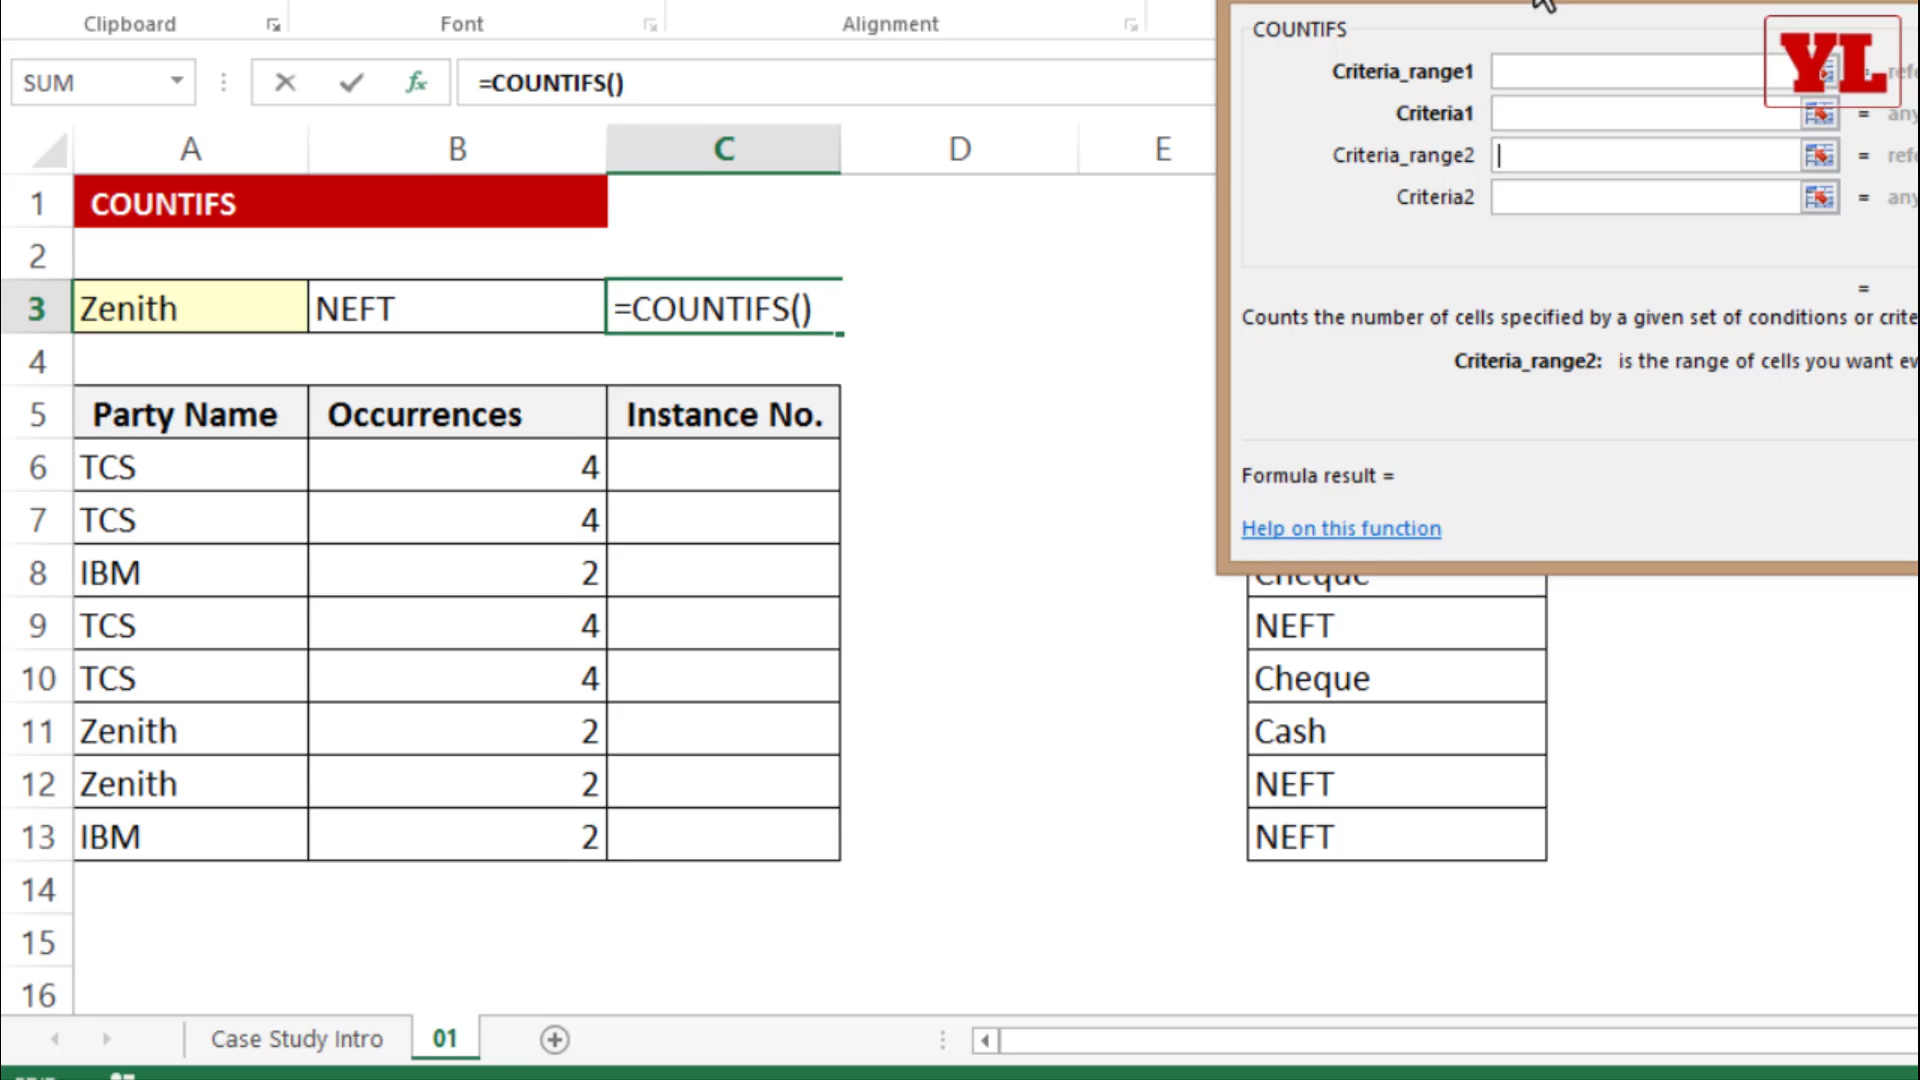 Clipboard Font Alignment
SUM =COUNTIFS()
A B C D E
1 COUNTIFS
2
3 Zenith NEFT =COUNTIFS()
4
5 Party Name Occurrences Instance No.
6 TCS 4
7 TCS 4
8 IBM 2 Cheque
9 TCS 4 NEFT
10 TCS 4 Cheque
11 Zenith 2 Cash
12 Zenith 2 NEFT
13 IBM 2 NEFT
14
15
16
Case Study Intro 01
COUNTIFS
YL
Criteria_range1
Criteria1 =
Criteria_range2 =
Criteria2 =
=
Counts the number of cells specified by a given set of conditions or
Criteria_range2: is the range of cells you want
Formula result =
Help on this function